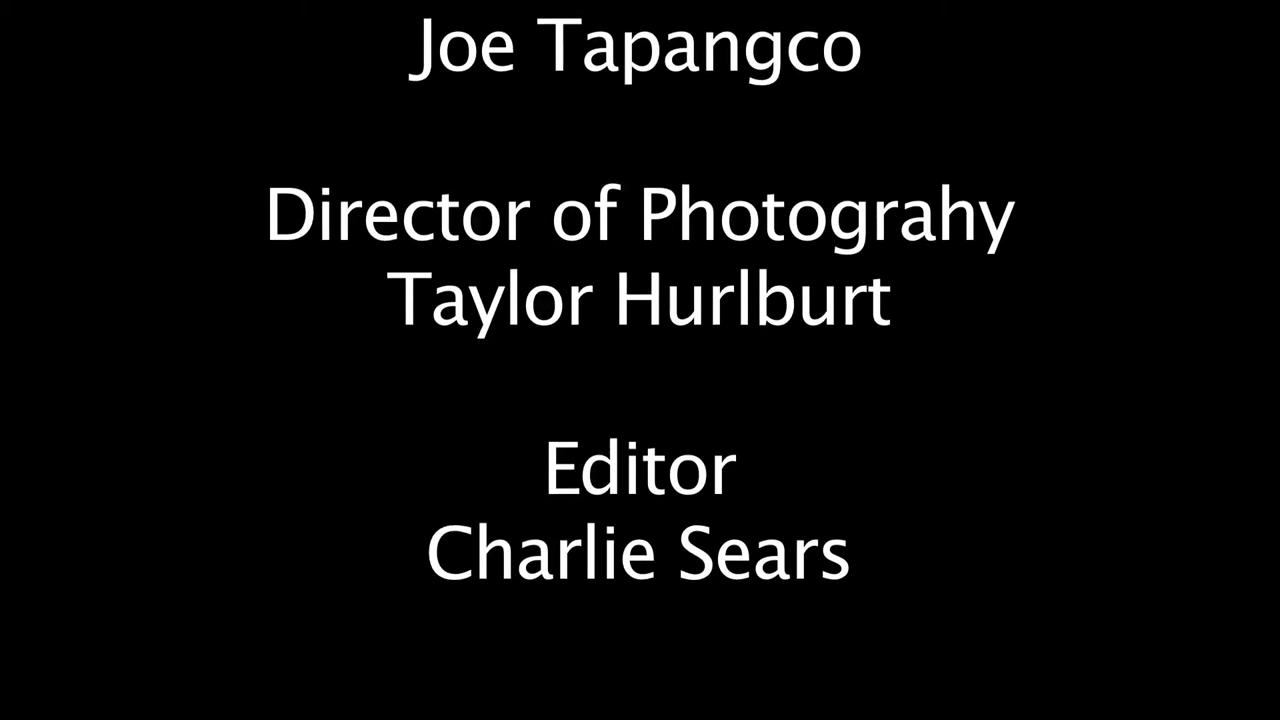 Joe Tapangco
Director of Photograhy
Taylor Hurlburt
Editor
Charlie Sears